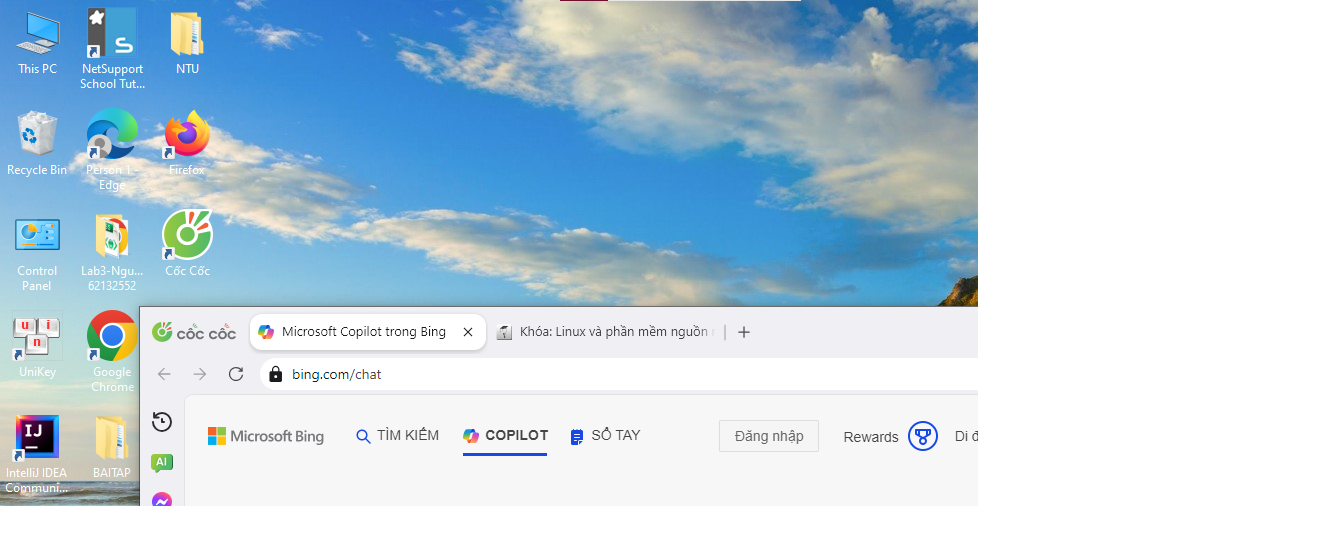 This PC
NetSupport
School Tut...
NTU
Recycle Bin
Person 1 -
Edge
Firefox
Control
Panel
Lab3-Ngu...
62132552
Cốc Cốc
UniKey
Google
Chrome
IntelliJ IDEA
Communi...
BAITAP
cốc cốc
Microsoft Copilot trong Bing
Khóa: Linux và phần mềm nguồn
bing.com/chat
Microsoft Bing
TÌM KIẾM
COPILOT
SỔ TAY
Đăng nhập
Rewards
Di
AI